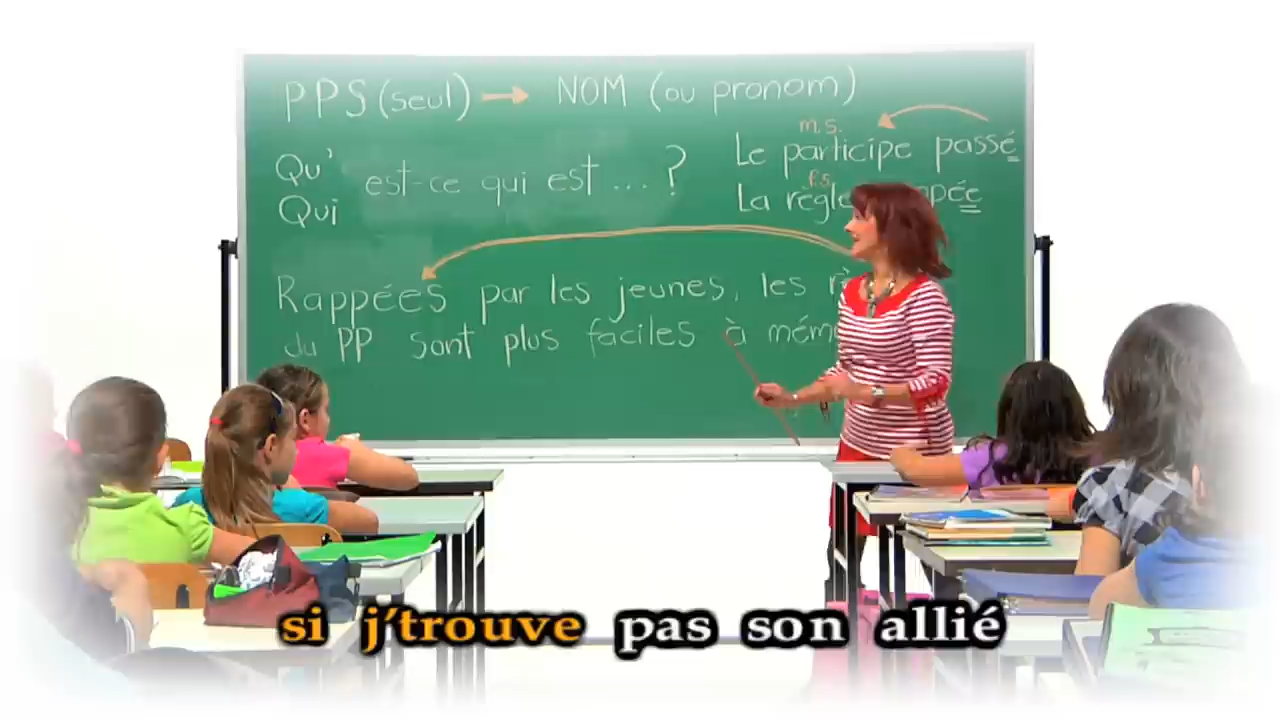 PPS (seul) → NOM (ou pronom)
m.s.
Le participe passé
Qu'
Qui
est-ce qui est ... ?
f.s.
La règle
Rappées par les jeunes, les
du PP sont plus faciles à
si j'trouve pas son allié